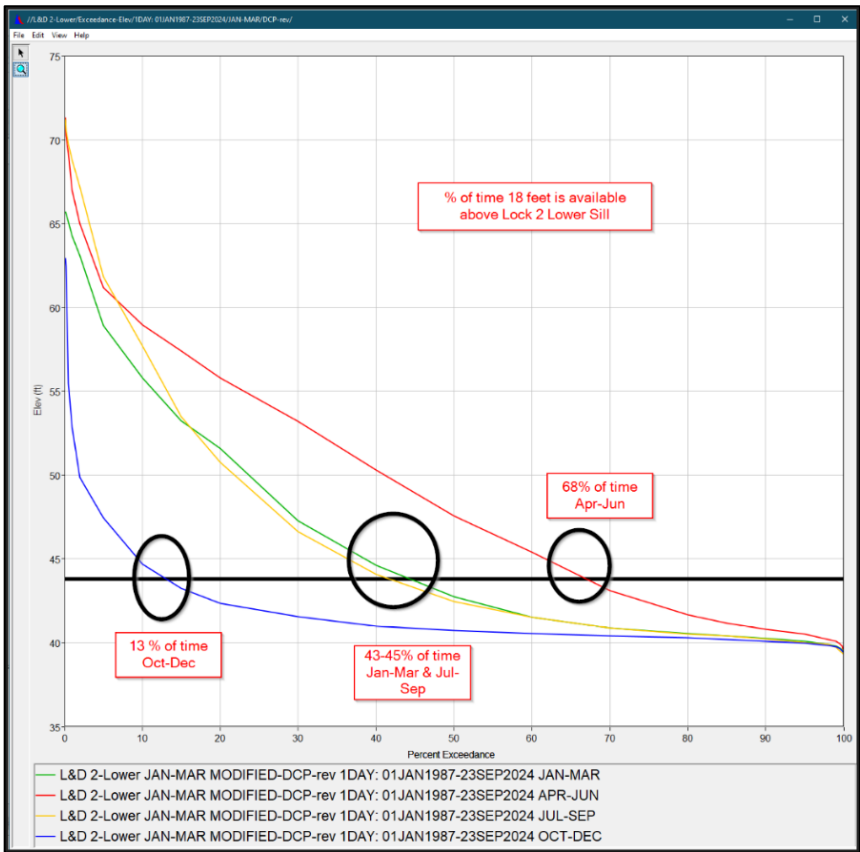 //L&D 2-Lower/Exceedance-Elev/1DAY: 01JAN1987-23SEP2024/JAN-MAR/DCP-rev/
File Edit View Help
75
70
65
60
55
50
45
40
35
Elev (ft)
% of time 18 feet is available
above Lock 2 Lower Sill
68% of time
Apr-Jun
13 % of time
Oct-Dec
43-45% of time
Jan-Mar & Jul-
Sep
0 10 20 30 40 50 60 70 80 90 100
Percent Exceedance
L&D 2-Lower JAN-MAR MODIFIED-DCP-rev 1DAY: 01JAN1987-23SEP2024 JAN-MAR
L&D 2-Lower JAN-MAR MODIFIED-DCP-rev 1DAY: 01JAN1987-23SEP2024 APR-JUN
L&D 2-Lower JAN-MAR MODIFIED-DCP-rev 1DAY: 01JAN1987-23SEP2024 JUL-SEP
L&D 2-Lower JAN-MAR MODIFIED-DCP-rev 1DAY: 01JAN1987-23SEP2024 OCT-DEC